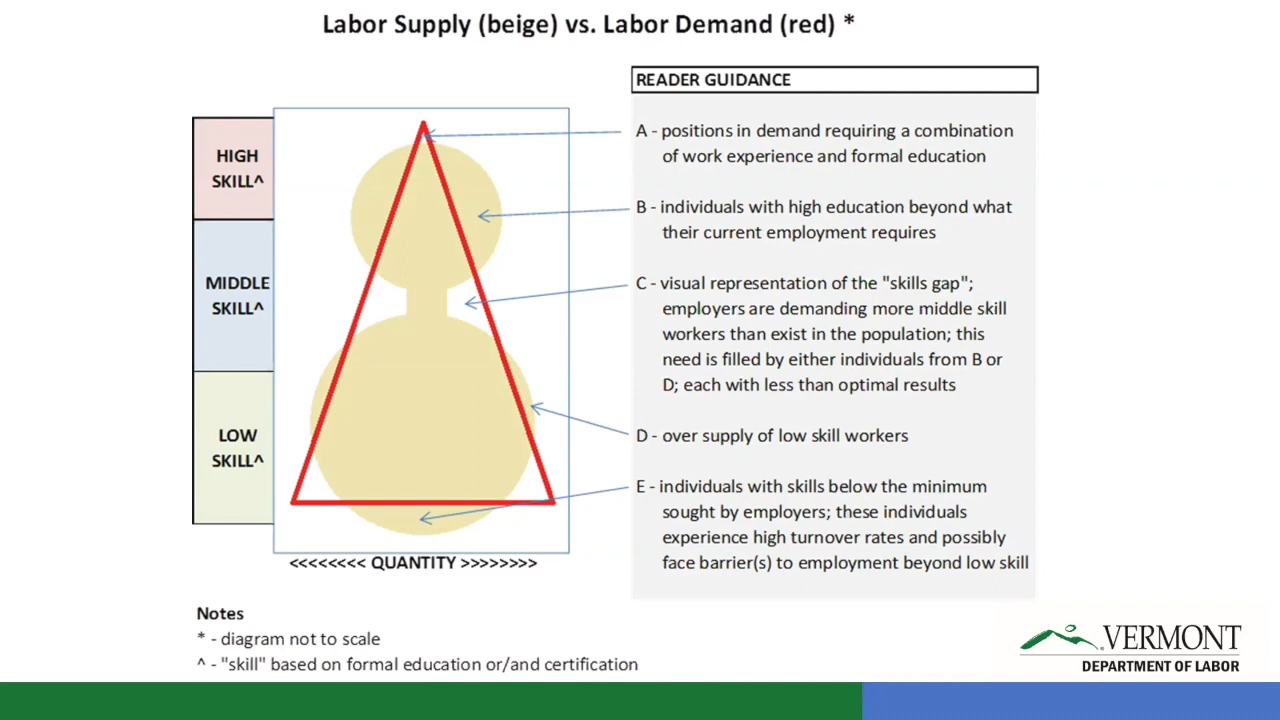 Labor Supply (beige) vs. Labor Demand (red) *
READER GUIDANCE
HIGH
SKILL^
MIDDLE
SKILL^
LOW
SKILL^
<<<<<<<< QUANTITY >>>>>>>>
A - positions in demand requiring a combination
of work experience and formal education
B - individuals with high education beyond what
their current employment requires
C - visual representation of the "skills gap";
employers are demanding more middle skill
workers than exist in the population; this
need is filled by either individuals from B or
D; each with less than optimal results
D - over supply of low skill workers
E - individuals with skills below the minimum
sought by employers; these individuals
experience high turnover rates and possibly
face barrier(s) to employment beyond low skill
Notes
* - diagram not to scale
^ - "skill" based on formal education or/and certification
VERMONT
DEPARTMENT OF LABOR